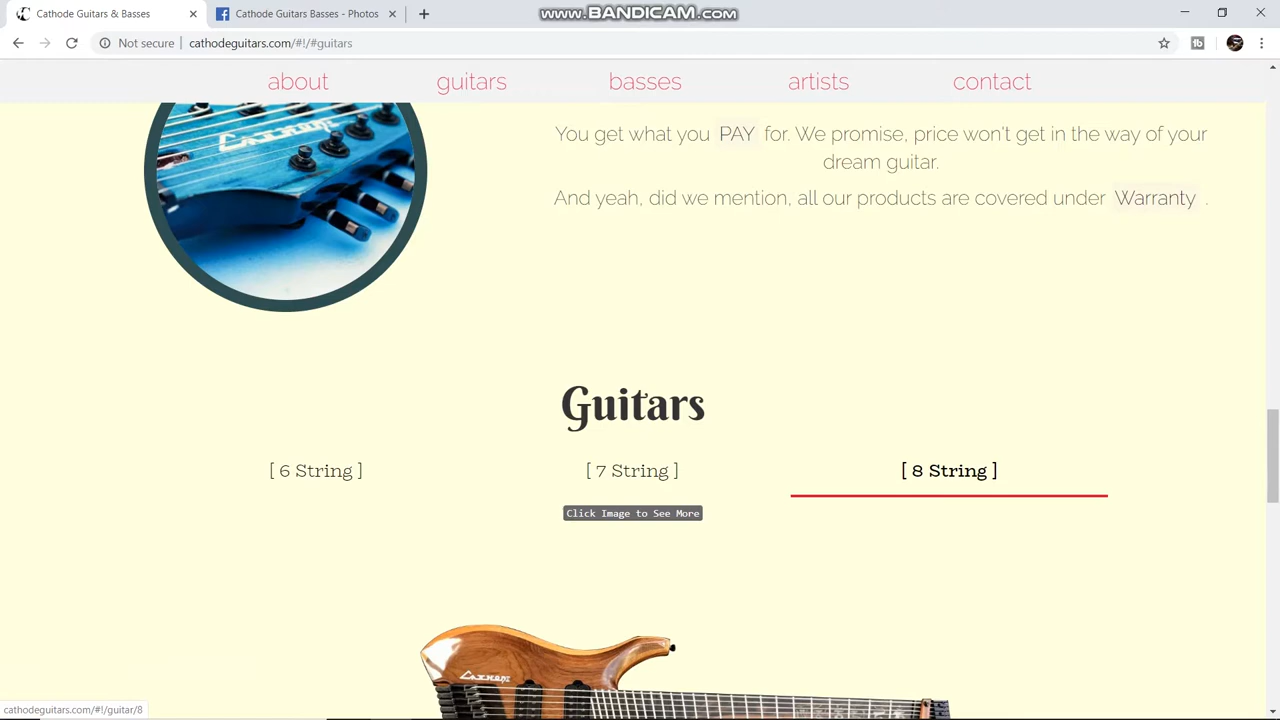 Cathode Guitars & Basses
Cathode Guitars Basses - Photos
www.BANDICAM.com
Not secure
cathodeguitars.com/#!/#guitars
about
guitars
basses
artists
contact
CATHODE
You get what you PAY for. We promise, price won't get in the way of your
dream guitar.
And yeah, did we mention, all our products are covered under Warranty .
Guitars
[ 6 String ]
[ 7 String ]
[ 8 String ]
Click Image to See More
CATHODE
cathodeguitars.com/#!/guitar/8